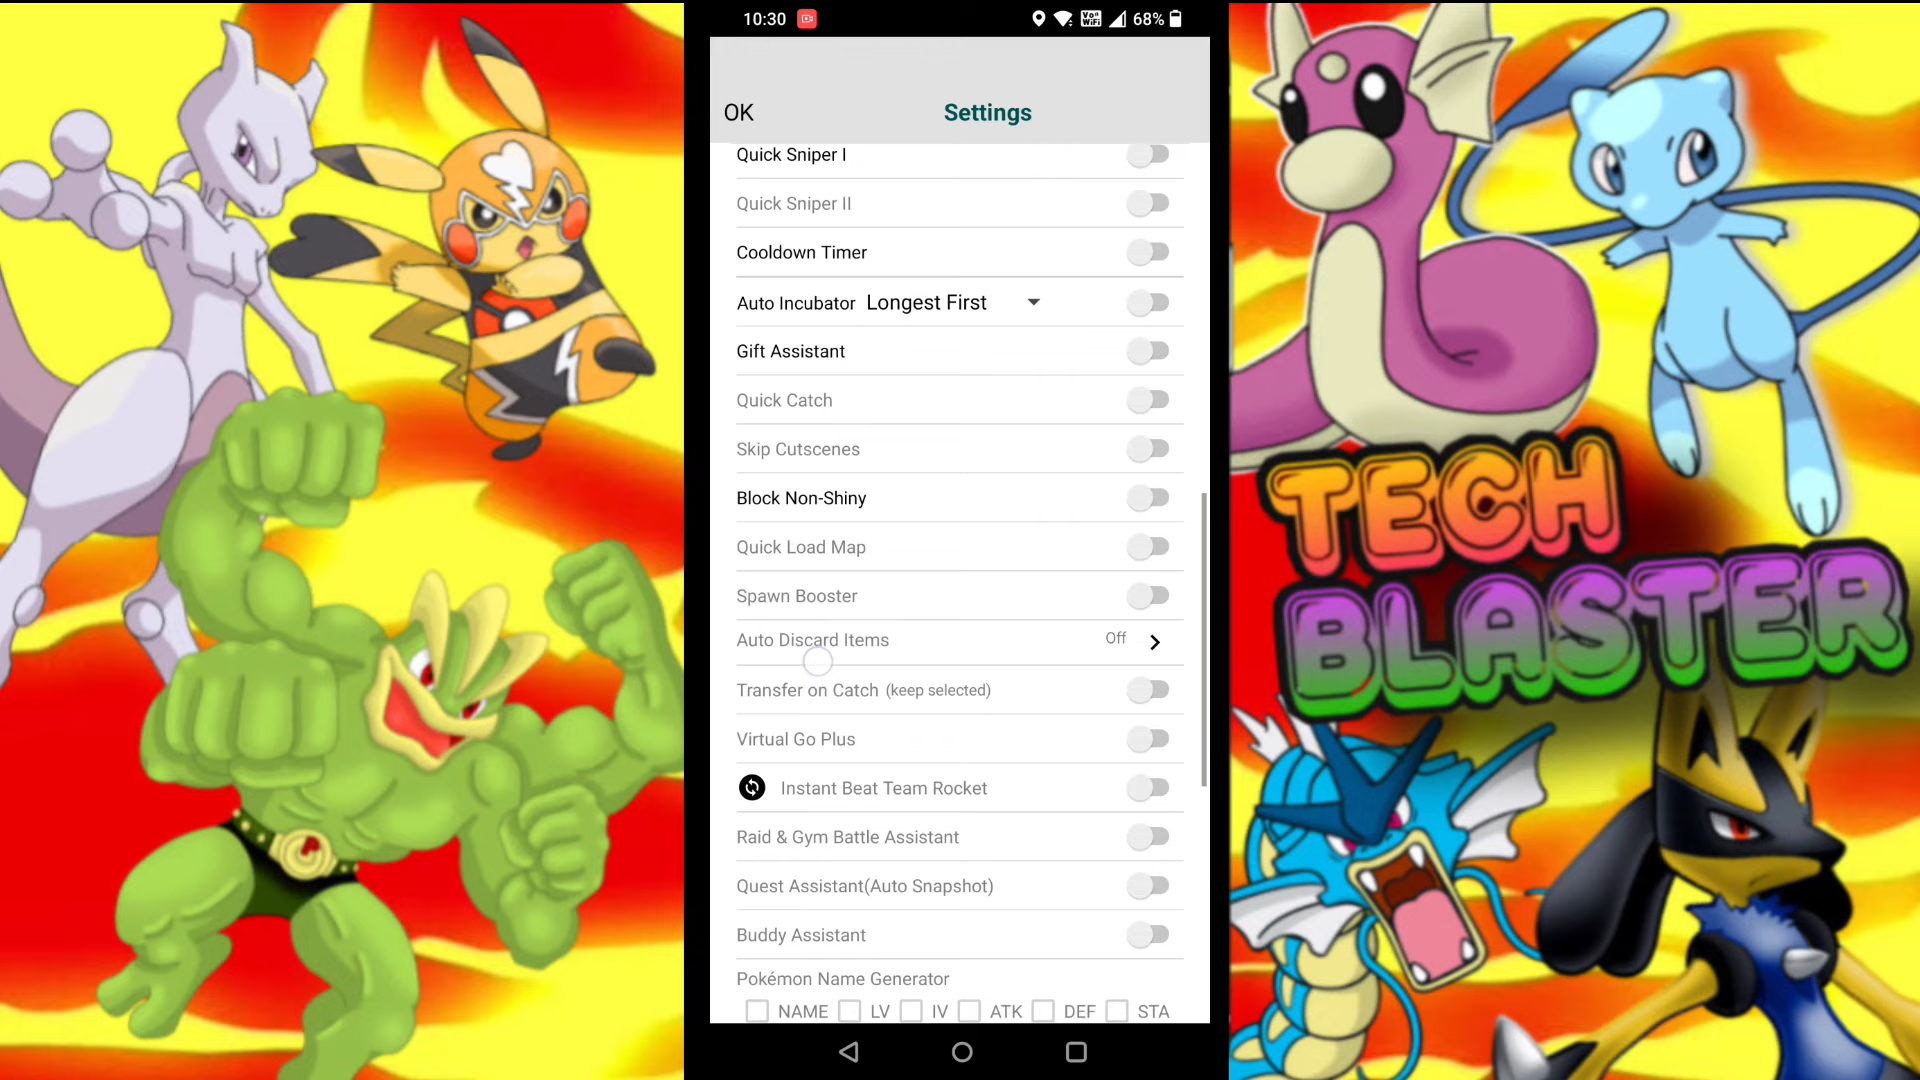 10:30
Vo)) WiFi
68%
OK
Settings
Quick Sniper I
Quick Sniper II
Cooldown Timer
Auto Incubator Longest First
Gift Assistant
Quick Catch
Skip Cutscenes
Block Non-Shiny
Quick Load Map
Spawn Booster
Auto Discard Items Off
Transfer on Catch (keep selected)
Virtual Go Plus
Instant Beat Team Rocket
Raid & Gym Battle Assistant
Quest Assistant(Auto Snapshot)
Buddy Assistant
Pokémon Name Generator
NAME LV IV ATK DEF STA
TECH
BLASTER